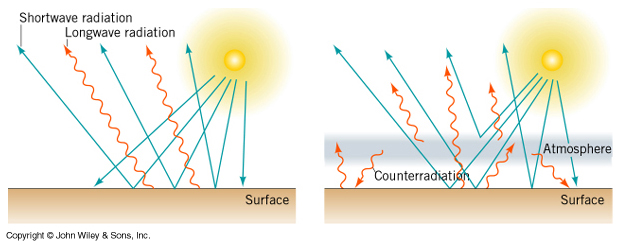 Shortwave radiation
Longwave radiation
Surface
Atmosphere
Counterradiation
Surface
Copyright © John Wiley & Sons, Inc.